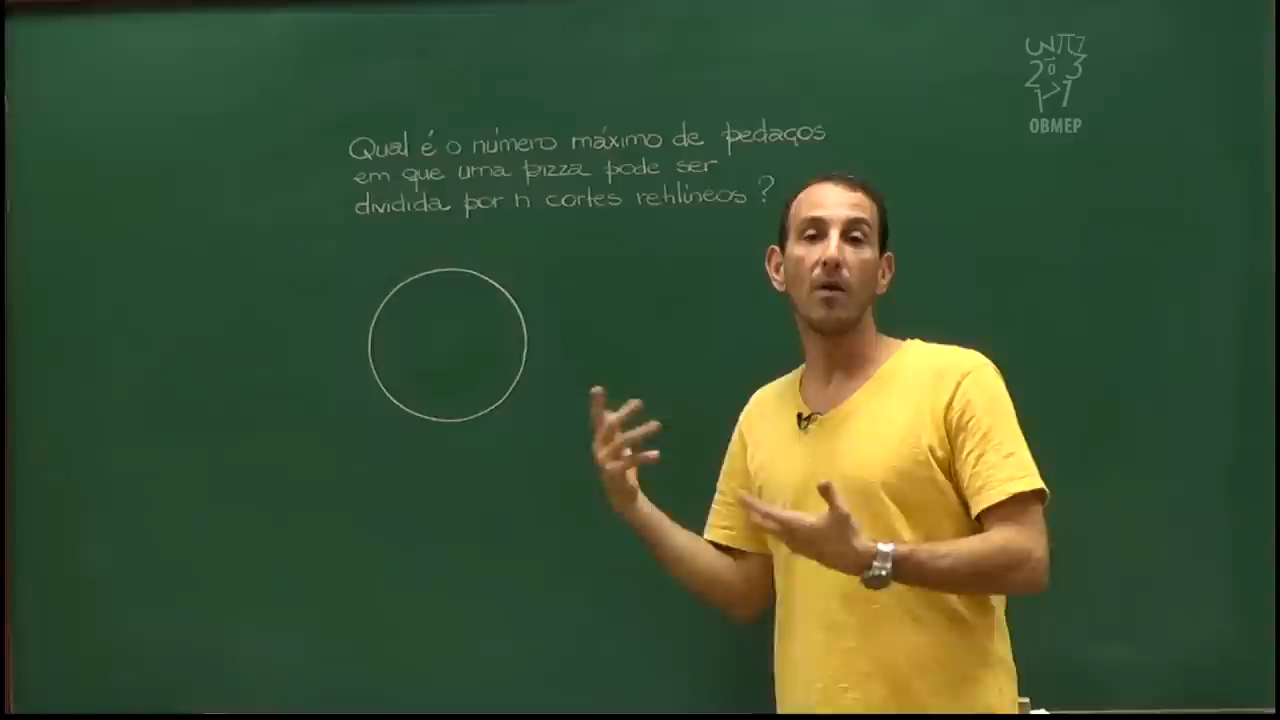 Qual é o número máximo de pedaços
em que uma pizza pode ser
dividida por n cortes retilíneos ?
OBMEP